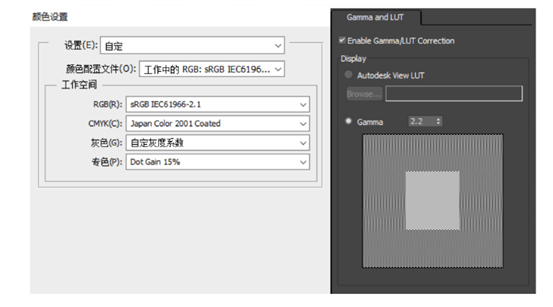 颜色设置
设置(E): 自定
颜色配置文件(O): 工作中的 RGB: sRGB IEC6196...
工作空间
RGB(R): sRGB IEC61966-2.1
CMYK(C): Japan Color 2001 Coated
灰色(G): 自定灰度系数
专色(P): Dot Gain 15%
Gamma and LUT
Enable Gamma/LUT Correction
Display
Autodesk View LUT
Browse...
Gamma 2.2